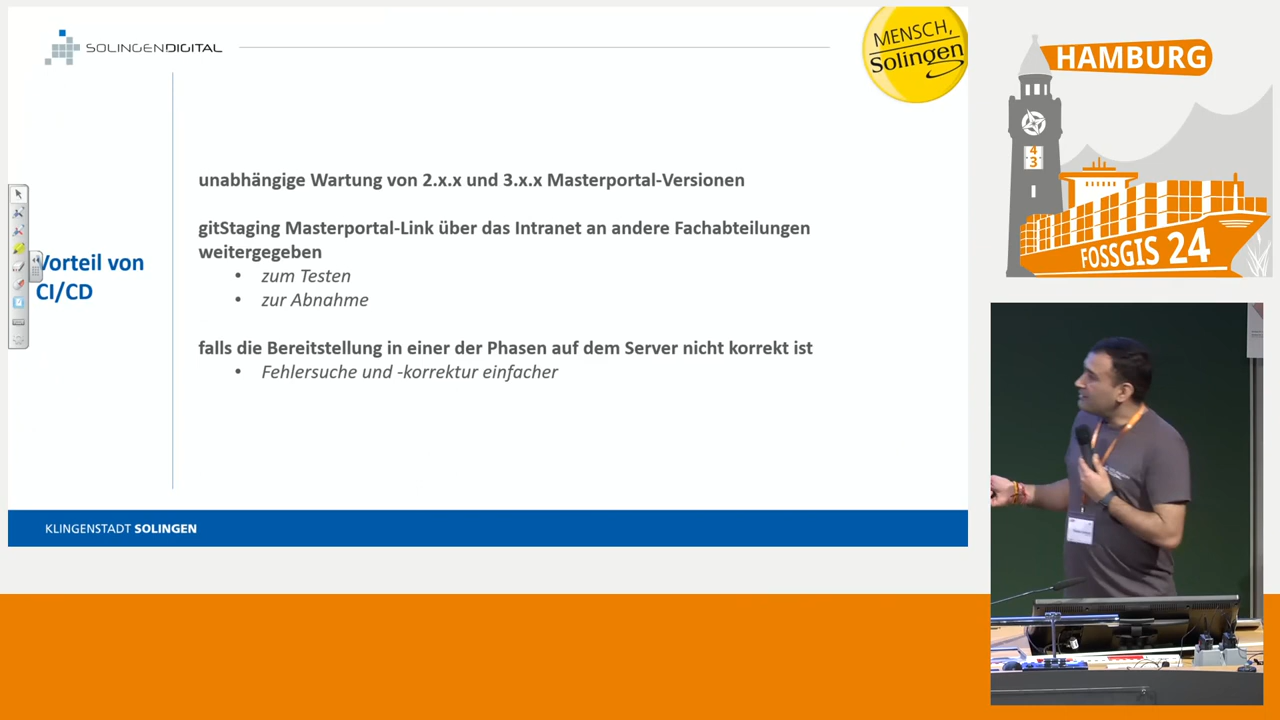 SOLINGENDIGITAL
MENSCH,
Solingen
Vorteil von
CI/CD
unabhängige Wartung von 2.x.x und 3.x.x Masterportal-Versionen
gitStaging Masterportal-Link über das Intranet an andere Fachabteilungen
weitergegeben
• zum Testen
• zur Abnahme
falls die Bereitstellung in einer der Phasen auf dem Server nicht korrekt ist
• Fehlersuche und -korrektur einfacher
KLINGENSTADT SOLINGEN
HAMBURG
4
3
FOSSGIS 24